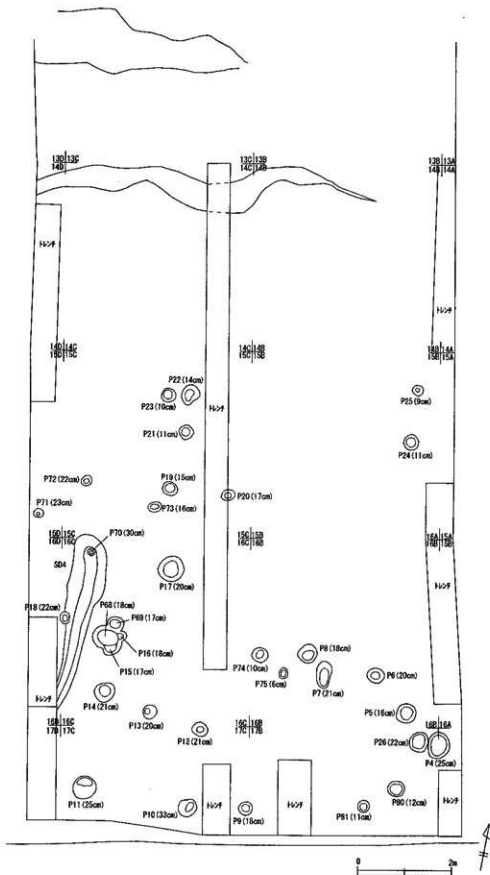 13D 13C
14D
13C 13B
14C 14B
13B 13A
14B 14A
トレンチ
トレンチ
14D 14C
15D 15C
14C 14B
15C 15B
14B 14A
15B 15A
P22(14cm)
P23(10cm)
P25(9cm)
トレンチ
P21(11cm)
P24(11cm)
P72(22cm)
P19(15cm)
P20(17cm)
P71(23cm)
P73(16cm)
15D 15C
16D 16C
P70(30cm)
15C 15B
16C 16B
16A 15A
16B 15B
SD4
P17(20cm)
トレンチ
P68(18cm)
P18(22cm)
P69(17cm)
P16(18cm)
P15(17cm)
P74(10cm)
P8(18cm)
P75(6cm)
P7(21cm)
P6(20cm)
トレンチ
P14(21cm)
P13(20cm)
P5(16cm)
16D 16C
17D 17C
P12(21cm)
16C 16B
17C 17B
16B 16A
P26(22cm)
P4(25cm)
P11(25cm)
P10(33cm)
トレンチ
P9(18cm)
トレンチ
P81(11cm)
P80(12cm)
トレンチ
0 2m